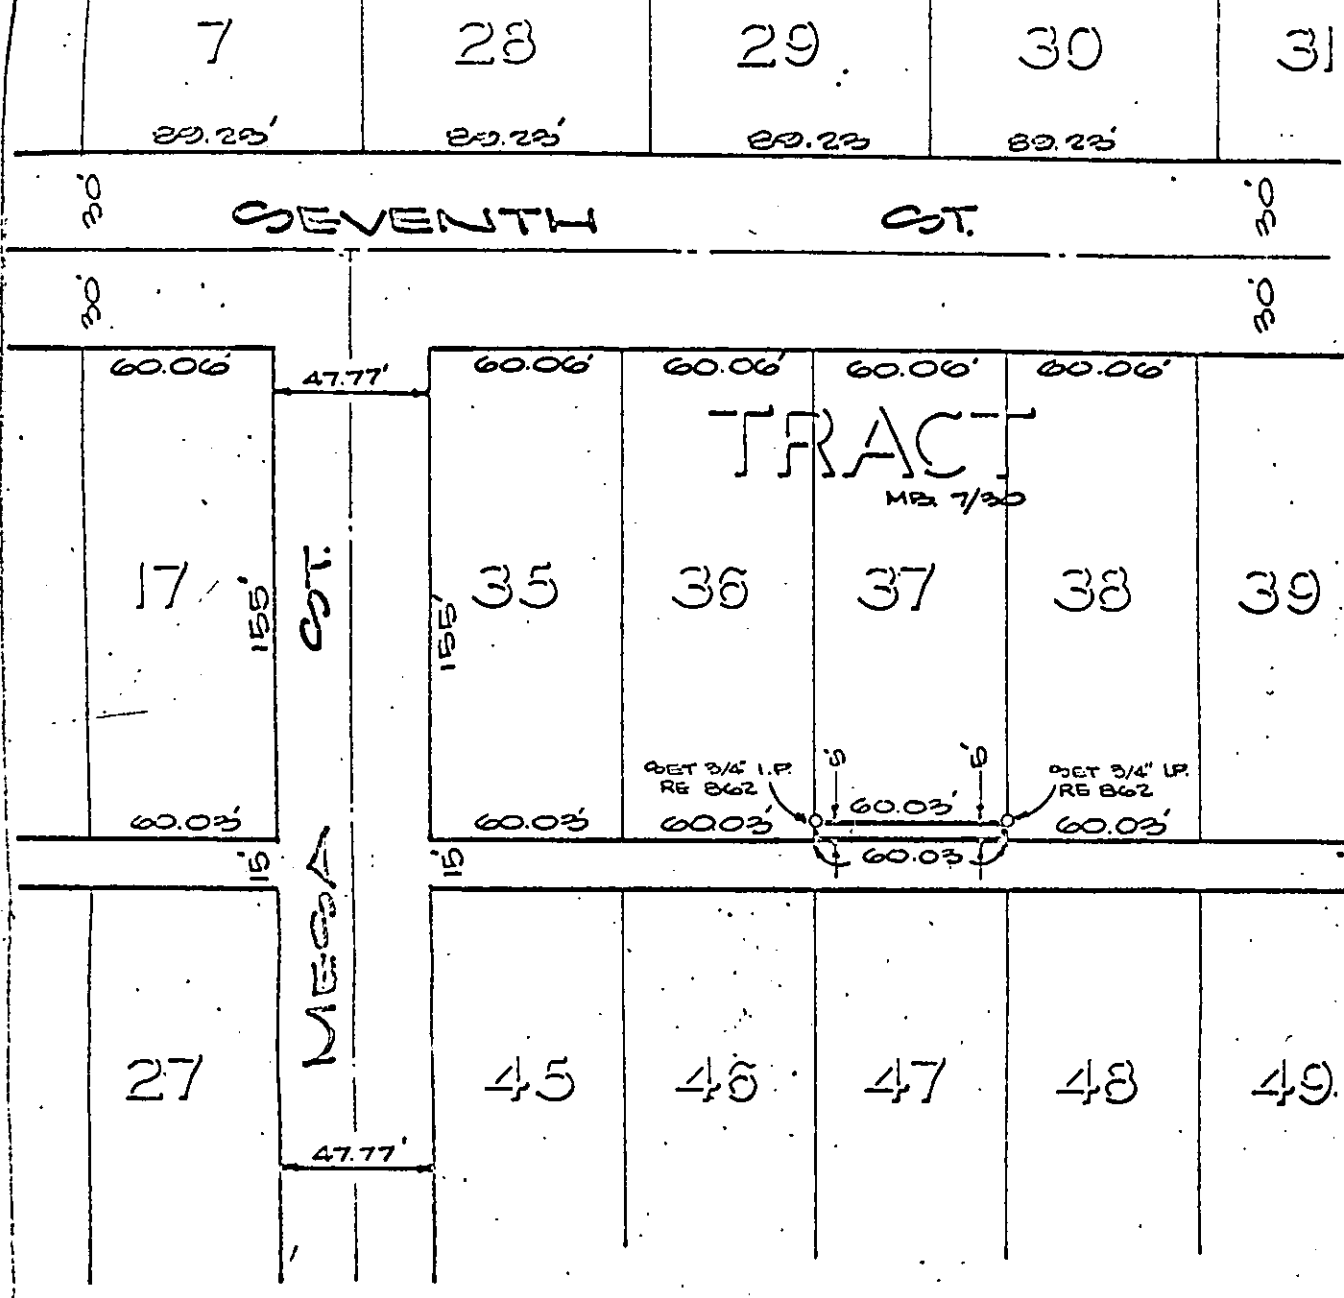 7 28 29 30 31
89.23' 89.23' 89.23 89.23'
30' 30'
SEVENTH ST.
30' 30'
60.06' 60.06' 60.06' 60.06' 60.06'
47.77'
TRACT
MB. 7/30
17 35 36 37 38 39
155' 155'
MESA ST.
SET 3/4" I.P.
RE 862
5' 5'
SET 3/4" I.P.
RE 862
60.03'
60.03' 60.03' 60.03' 60.03'
60.03
15' 15'
27 45 46 47 48 49
47.77'